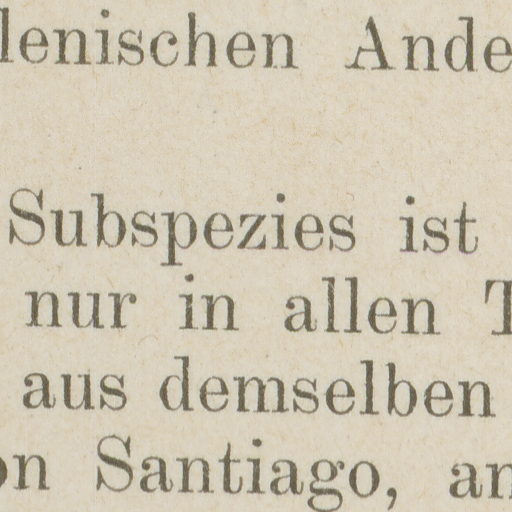 lenischen Ande
Subspezies ist
nur in allen T
aus demselben
on Santiago, an